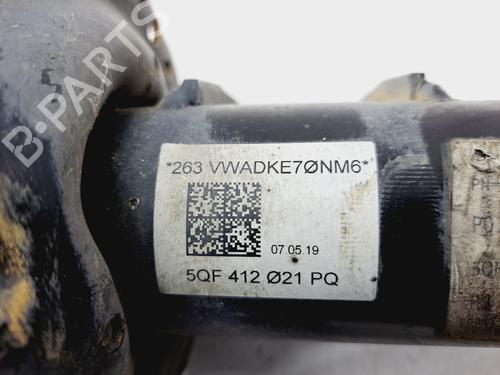 *263 VWADKE7ØNM6*
07 05 19
5QF 412 Ø21 PQ
B-PARTS